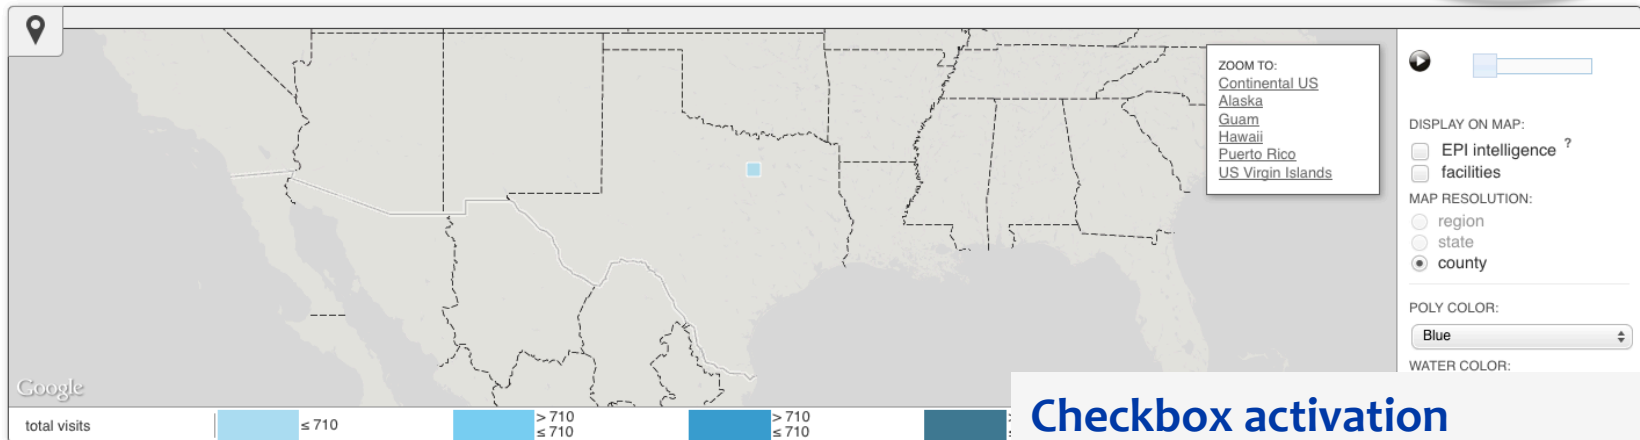 ZOOM TO:
Continental US
Alaska
Guam
Hawaii
Puerto Rico
US Virgin Islands
DISPLAY ON MAP:
EPI intelligence ?
facilities
MAP RESOLUTION:
region
state
county
POLY COLOR:
Blue
WATER COLOR:
Google
total visits
≤ 710
> 710
≤ 710
> 710
≤ 710
Checkbox activation